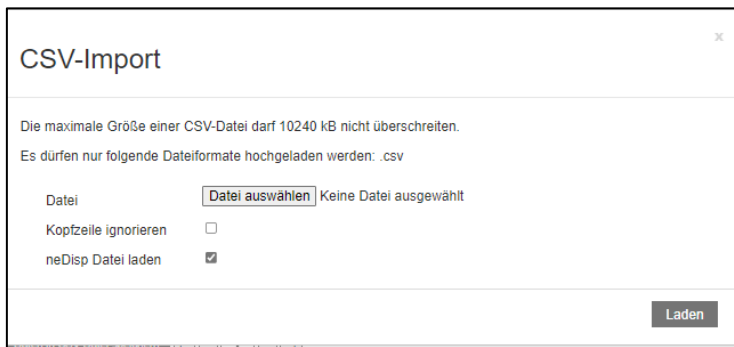 x
CSV-Import
Die maximale Größe einer CSV-Datei darf 10240 kB nicht überschreiten.
Es dürfen nur folgende Dateiformate hochgeladen werden: .csv
Datei Datei auswählen Keine Datei ausgewählt
Kopfzeile ignorieren
neDisp Datei laden
Laden